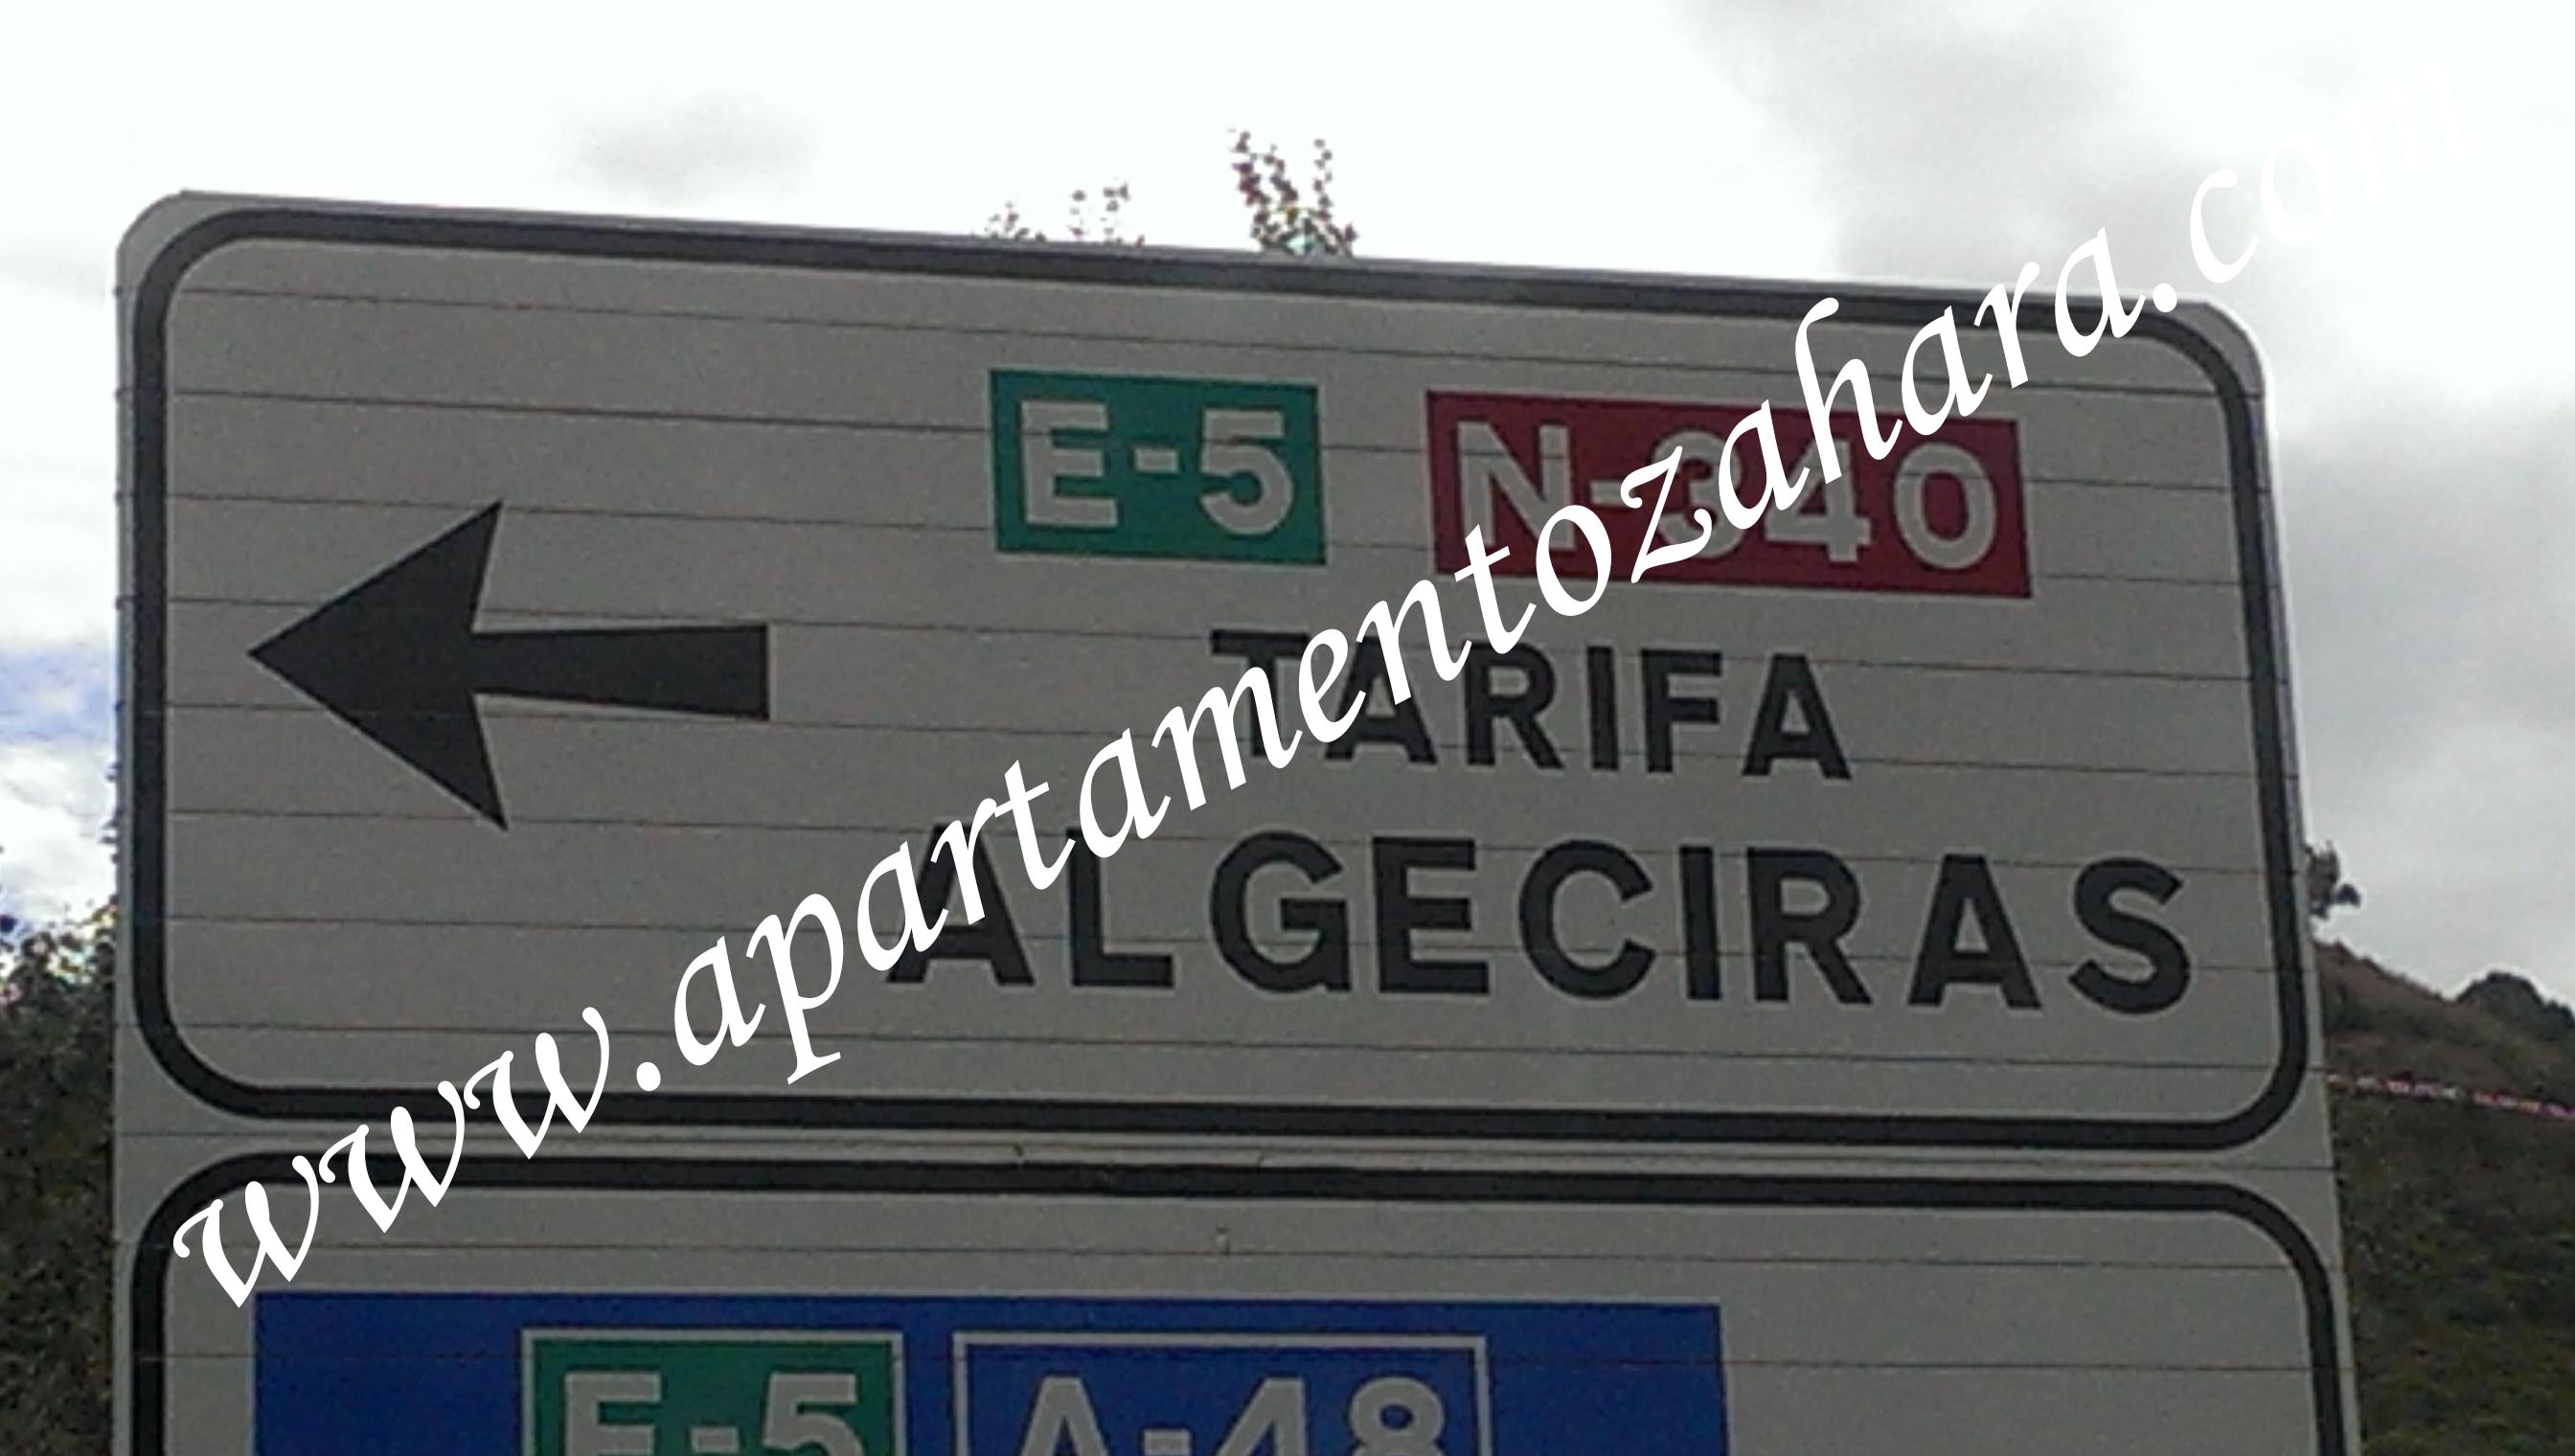 E-5 N-340
TARIFA
ALGECIRAS
www.apartamentozahara.com
E-5 A-48